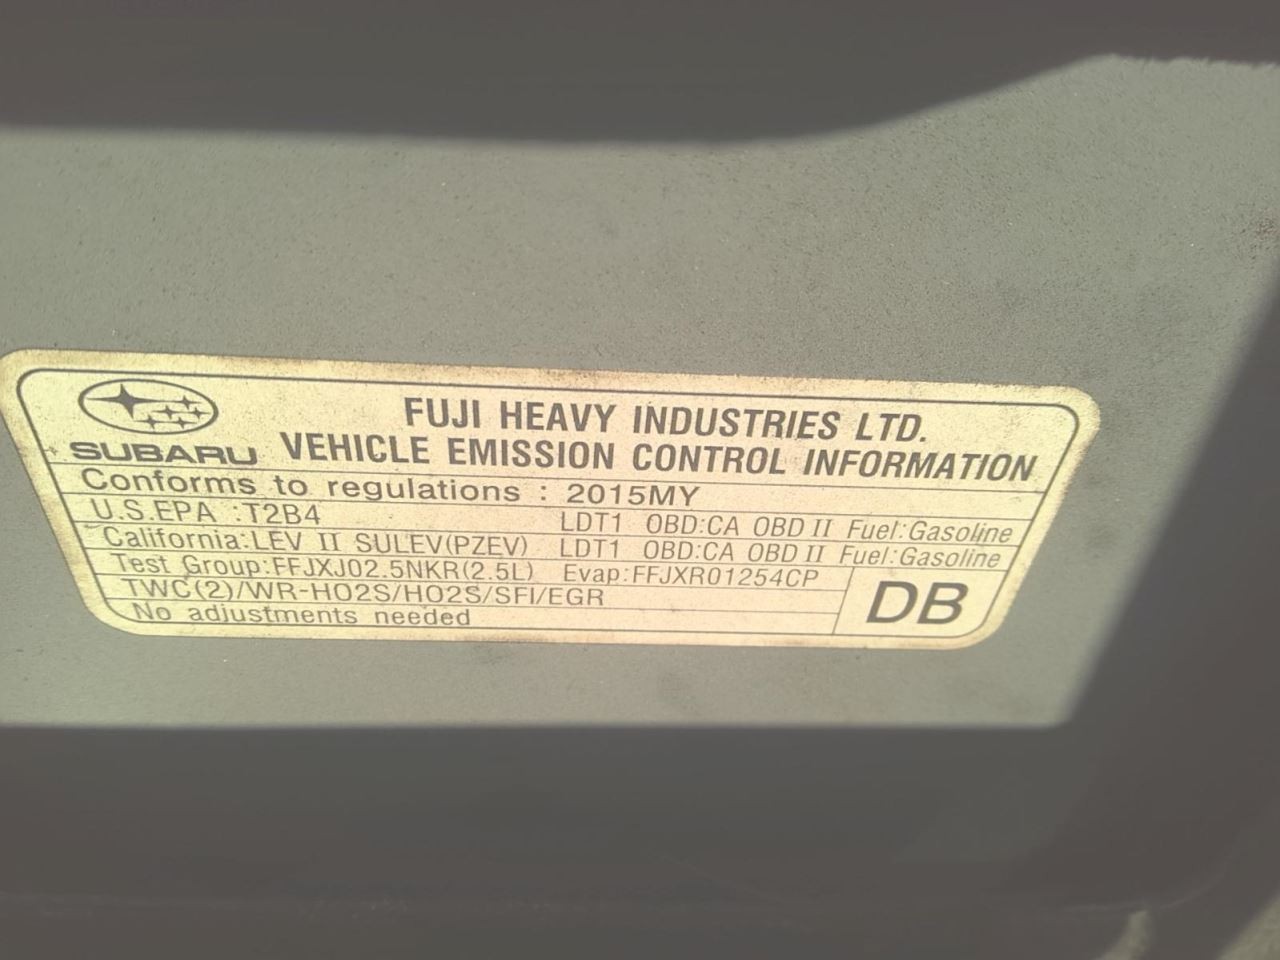 FUJI HEAVY INDUSTRIES LTD.
SUBARU VEHICLE EMISSION CONTROL INFORMATION
Conforms to regulations : 2015MY
U.S.EPA :T2B4 LDT1 OBD:CA OBD II Fuel:Gasoline
California:LEV II SULEV(PZEV) LDT1 OBD:CA OBD II Fuel:Gasoline
Test Group:FFJXJ02.5NKR(2.5L) Evap:FFJXR01254CP
TWC(2)/WR-HO2S/HO2S/SFI/EGR
No adjustments needed
DB